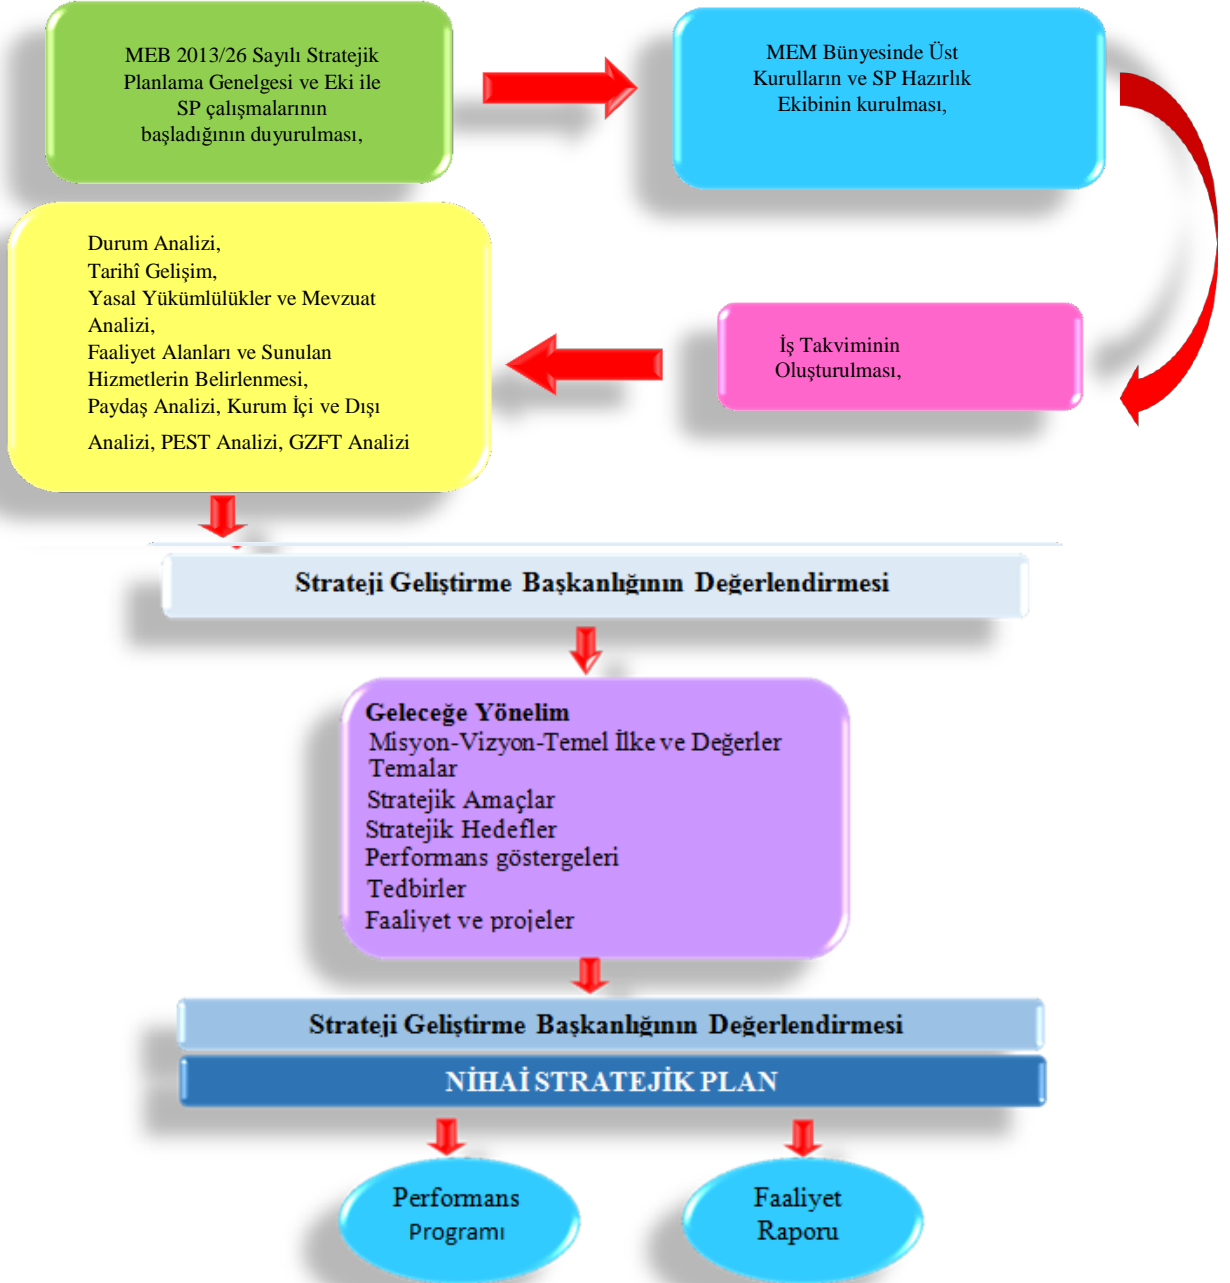 MEB 2013/26 Sayılı Stratejik
Planlama Genelgesi ve Eki ile
SP çalışmalarının
başladığının duyurulması,
MEM Bünyesinde Üst
Kurulların ve SP Hazırlık
Ekibinin kurulması,
İş Takviminin
Oluşturulması,
Durum Analizi,
Tarihî Gelişim,
Yasal Yükümlülükler ve Mevzuat
Analizi,
Faaliyet Alanları ve Sunulan
Hizmetlerin Belirlenmesi,
Paydaş Analizi, Kurum İçi ve Dışı
Analizi, PEST Analizi, GZFT Analizi
Strateji Geliştirme Başkanlığının Değerlendirmesi
Geleceğe Yönelim
Misyon-Vizyon-Temel İlke ve Değerler
Temalar
Stratejik Amaçlar
Stratejik Hedefler
Performans göstergeleri
Tedbirler
Faaliyet ve projeler
Strateji Geliştirme Başkanlığının Değerlendirmesi
NİHAİ STRATEJİK PLAN
Performans
Programı
Faaliyet
Raporu